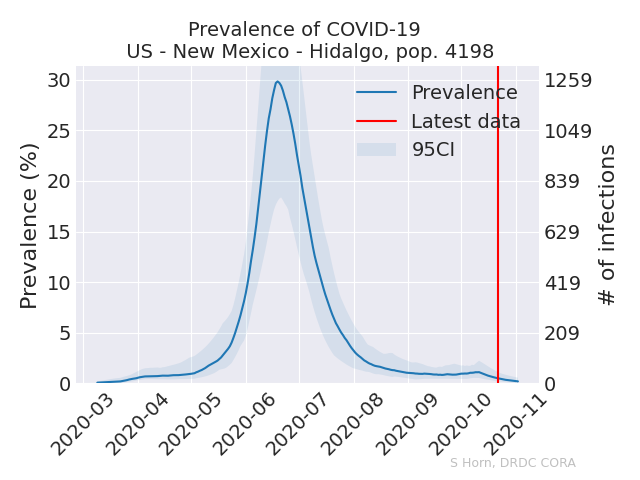 Prevalence of COVID-19
US - New Mexico - Hidalgo, pop. 4198
Prevalence (%)
30
25
20
15
10
5
0
1259
1049
839
629
419
209
0
# of infections
Prevalence
Latest data
95CI
2020-03
2020-04
2020-05
2020-06
2020-07
2020-08
2020-09
2020-10
2020-11
S Horn, DRDC CORA